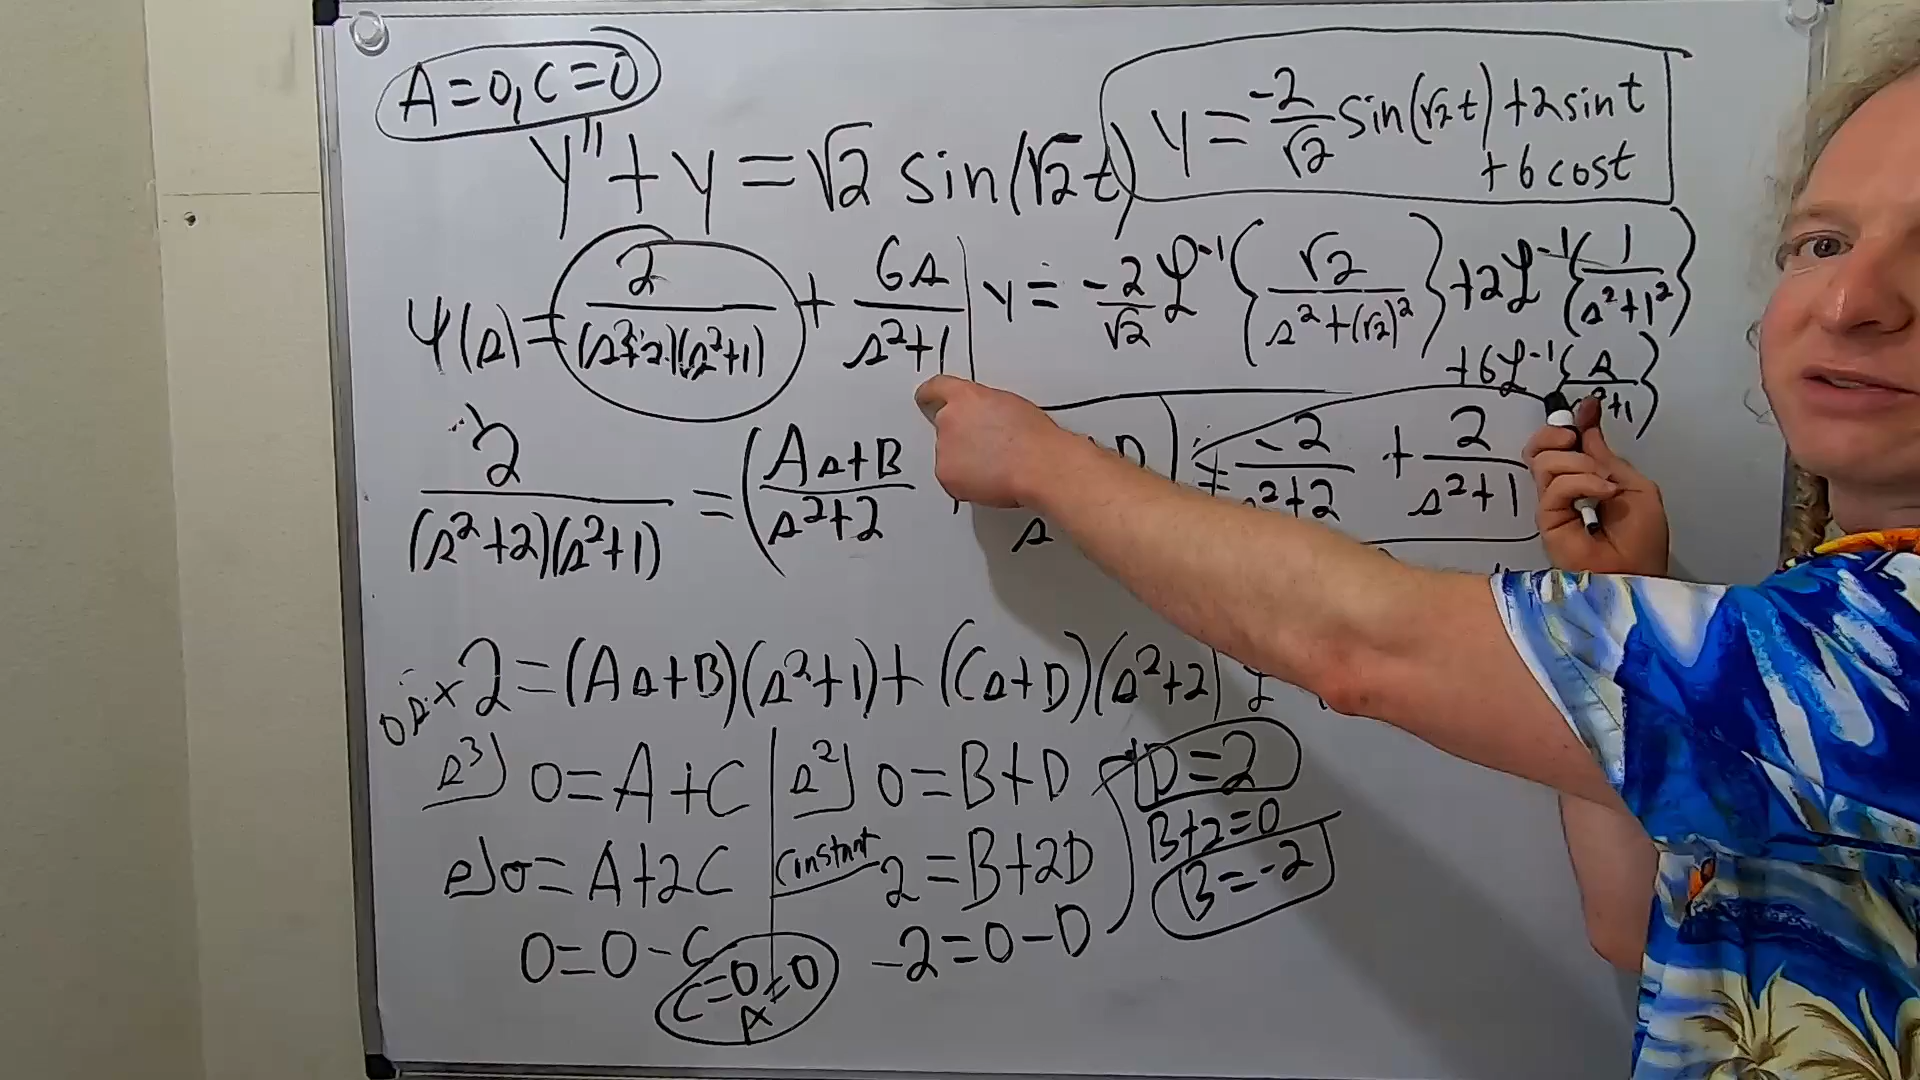 A=0, C=0
y''+y=√2 sin(√2t)
y=-2/√2 sin(√2t)+2sint
+6cost
Y(s)=2/((s²+2)(s²+1))+6s/(s²+1)
y=-2/√2 ℒ⁻¹{√2/(s²+(√2)²)}+2ℒ⁻¹{1/(s²+1²)}
+6ℒ⁻¹{s/(s²+1)}
2/((s²+2)(s²+1))=(As+B)/(s²+2)
-2/(s²+2)+2/(s²+1)
2=(As+B)(s²+1)+(Cs+D)(s²+2)
s³) 0=A+C
s) 0=A+2C
0=0-C
C=0
A=0
s²) 0=B+D
constant 2=B+2D
-2=0-D
D=2
B+2=0
B=-2